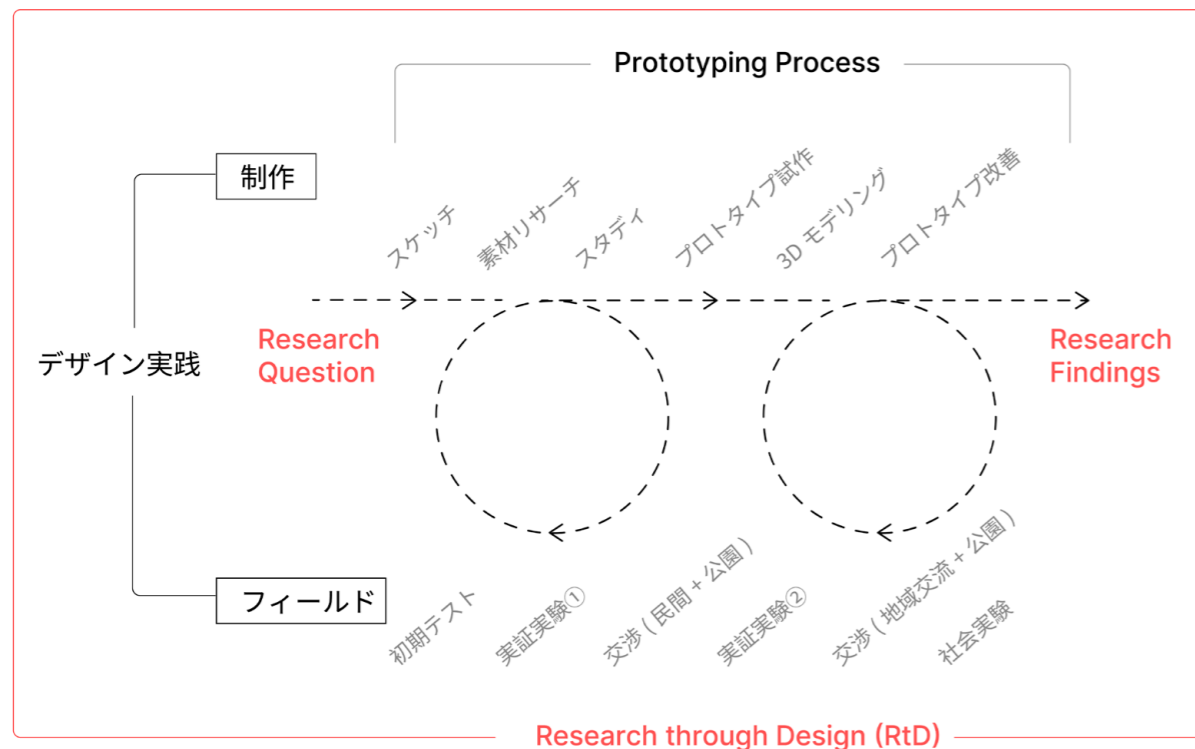 Prototyping Process
制作
スケッチ
素材リサーチ
スタディ
プロトタイプ試作
3D モデリング
プロトタイプ改善
デザイン実践
Research
Question
Research
Findings
フィールド
初期テスト
実証実験①
交渉 ( 民間 + 公園 )
実証実験②
交渉 ( 地域交流 + 公園 )
社会実験
Research through Design (RtD)